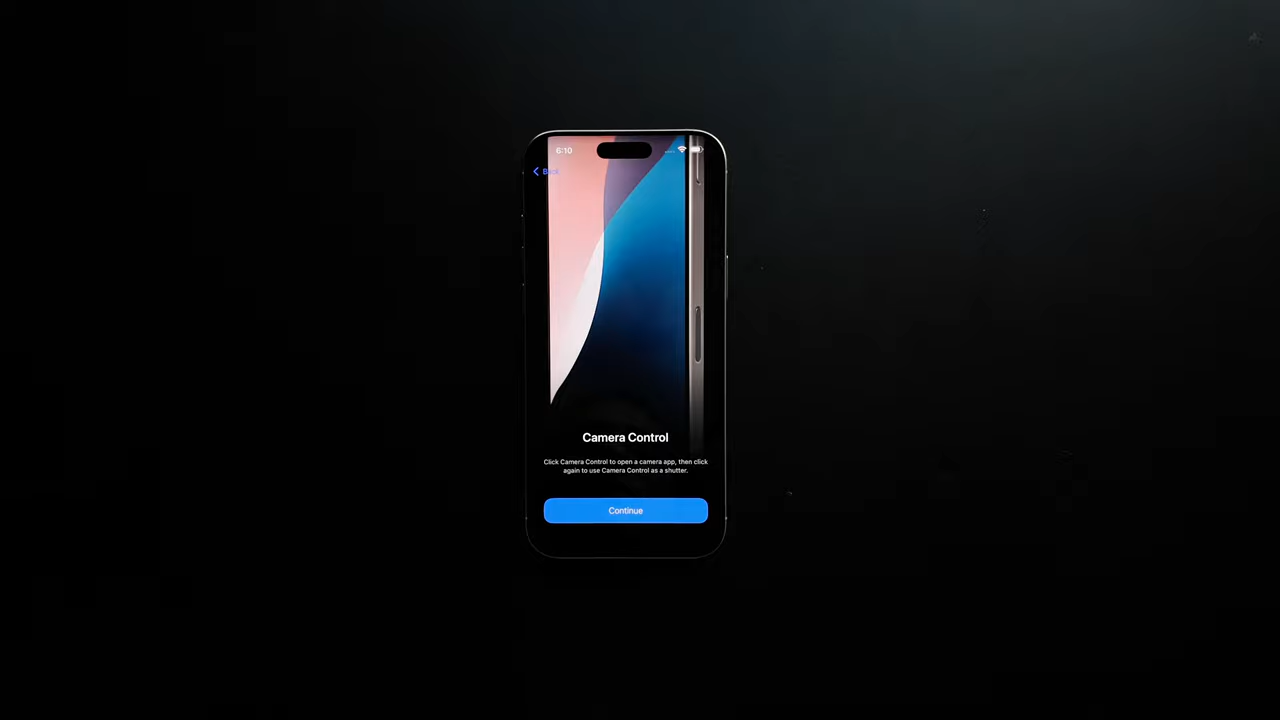 6:10
Camera Control
Click Camera Control to open a camera app, then click
again to use Camera Control as a shutter.
Continue